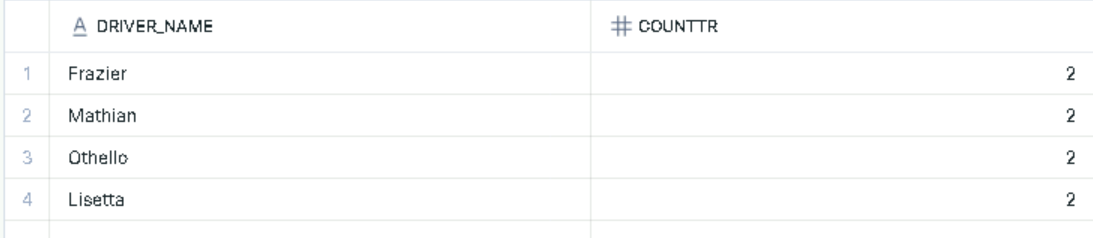 A DRIVER_NAME # COUNTTR
1 Frazier 2
2 Mathian 2
3 Othello 2
4 Lisetta 2